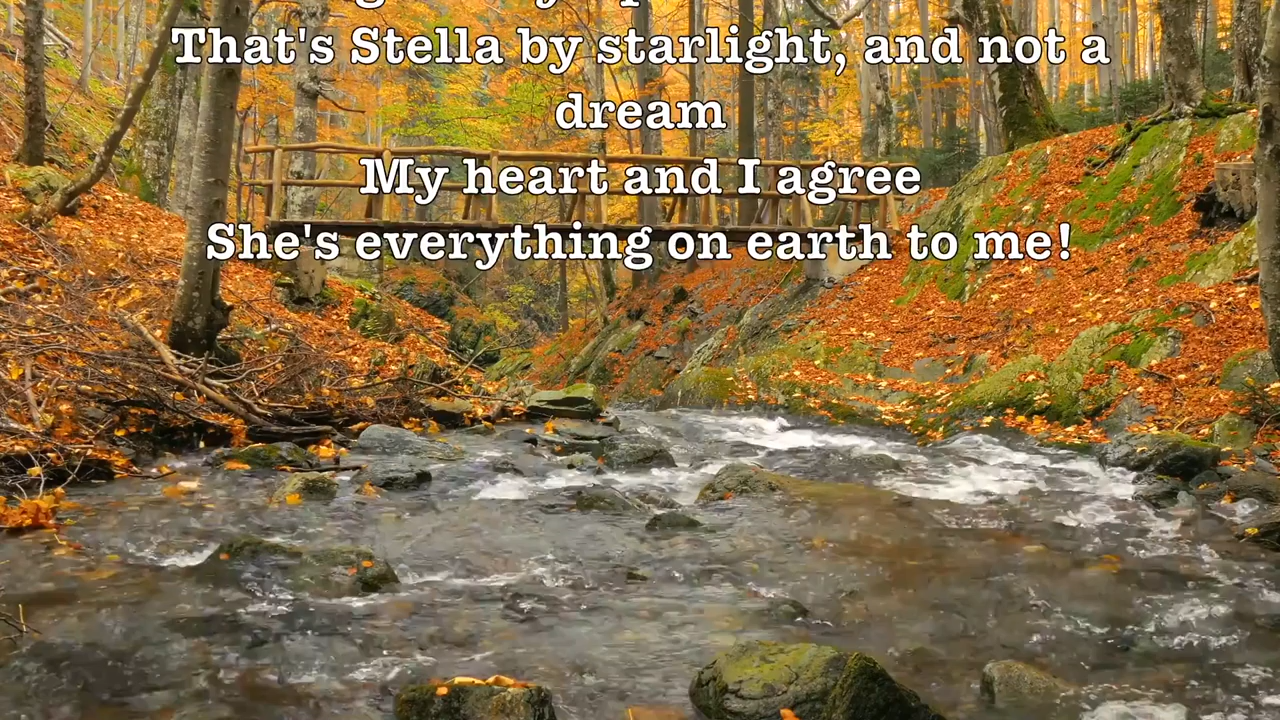 That's Stella by starlight, and not a
dream
My heart and I agree
She's everything on earth to me!